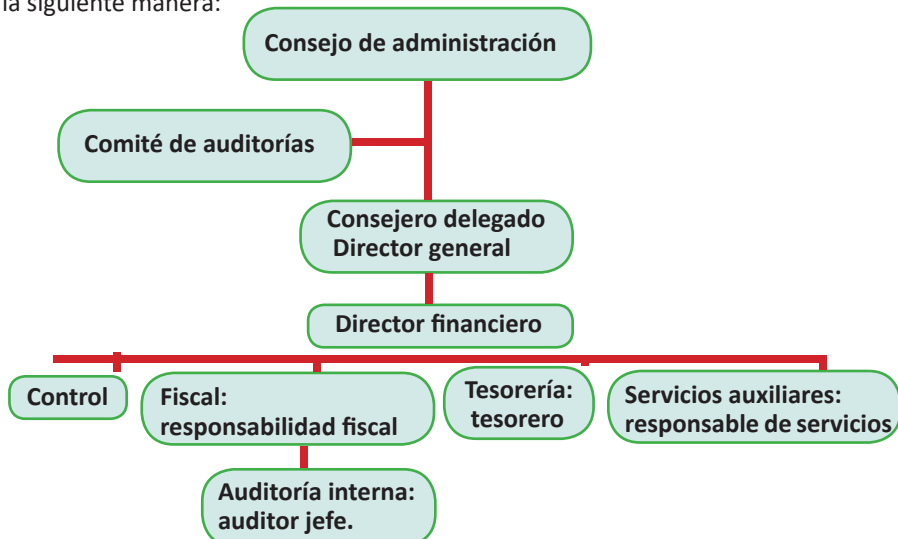 la siguiente manera:
Consejo de administración
Comité de auditorías
Consejero delegado
Director general
Director financiero
Control
Fiscal:
responsabilidad fiscal
Tesorería:
tesorero
Servicios auxiliares:
responsable de servicios
Auditoría interna:
auditor jefe.